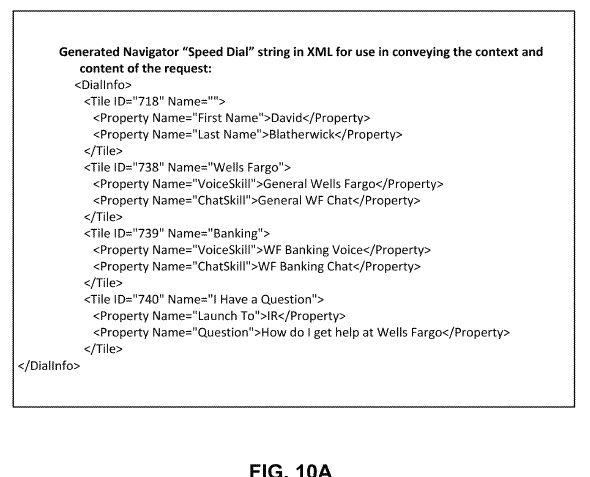 Generated Navigator “Speed Dial” string in XML for use in conveying the context and
content of the request:
<DialInfo>
<Tile ID="718" Name="">
<Property Name="First Name">David</Property>
<Property Name="Last Name">Blatherwick</Property>
</Tile>
<Tile ID="738" Name="Wells Fargo">
<Property Name="VoiceSkill">General Wells Fargo</Property>
<Property Name="ChatSkill">General WF Chat</Property>
</Tile>
<Tile ID="739" Name="Banking">
<Property Name="VoiceSkill">WF Banking Voice</Property>
<Property Name="ChatSkill">WF Banking Chat</Property>
</Tile>
<Tile ID="740" Name="I Have a Question">
<Property Name="Launch To">IR</Property>
<Property Name="Question">How do I get help at Wells Fargo</Property>
</Tile>
</DialInfo>
FIG. 10A